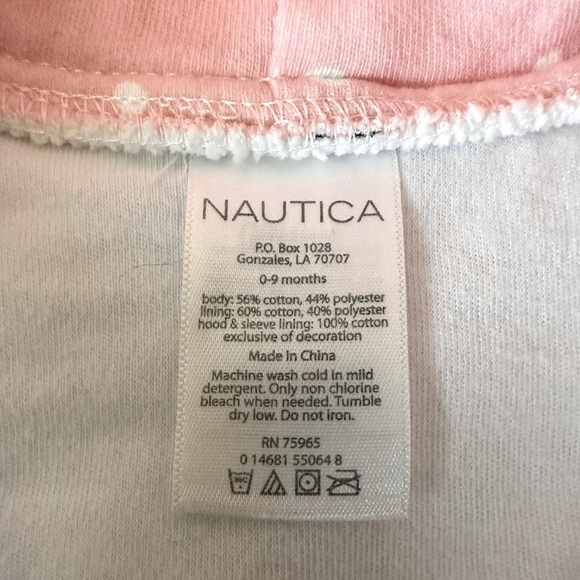 NAUTICA
P.O. Box 1028
Gonzales, LA 70707
0-9 months
body: 56% cotton, 44% polyester
lining: 60% cotton, 40% polyester
hood & sleeve lining: 100% cotton
exclusive of decoration
Made in China
Machine wash cold in mild
detergent. Only non chlorine
bleach when needed. Tumble
dry low. Do not iron.
RN 75965
0 14681 55064 8